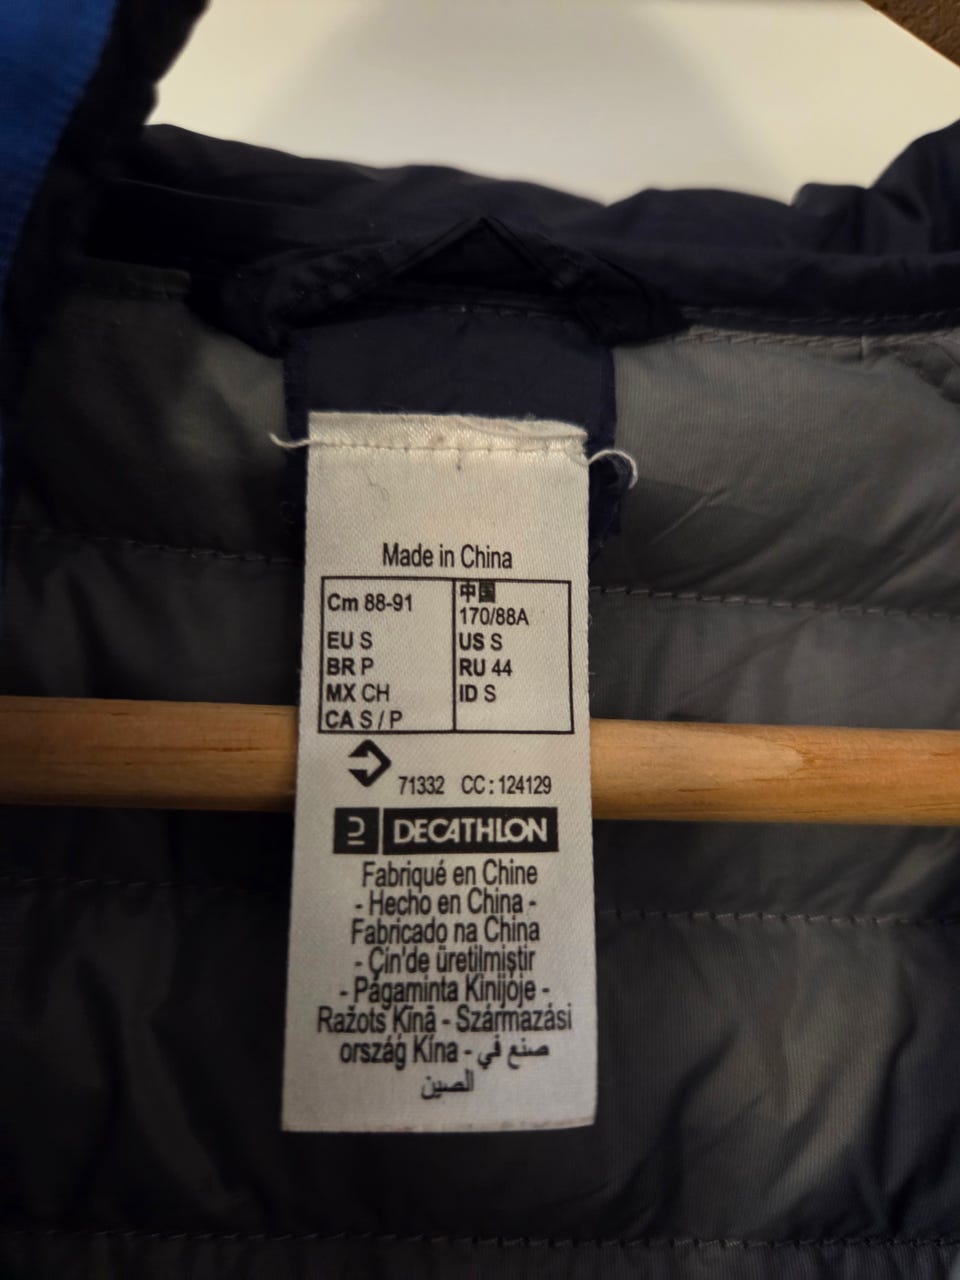 Made in China
Cm 88-91
EU S
BR P
MX CH
CA S / P
中国
170/88A
US S
RU 44
ID S
71332 CC : 124129
DECATHLON
Fabriqué en Chine
- Hecho en China -
Fabricado na China
- Çin'de üretilmiştir
- Pagaminta Kinijoje -
Ražots Ķīnā - Származási
ország Kína - صنع في
الصين